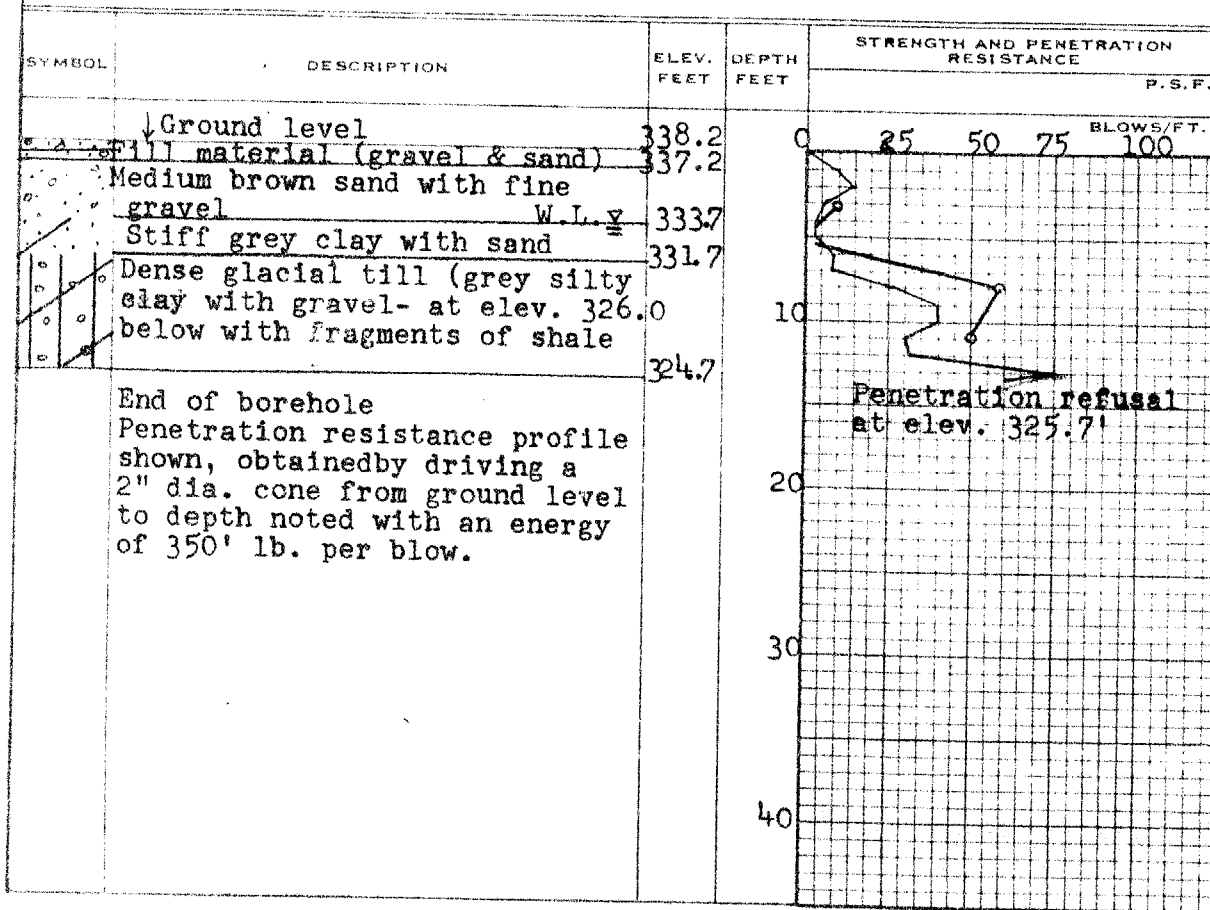 STRENGTH AND PENETRATION
RESISTANCE
SYMBOL DESCRIPTION ELEV. FEET DEPTH FEET
P.S.F.
BLOWS/FT.
↓Ground level 338.2 0 25 50 75 100
Fill material (gravel & sand) 337.2
Medium brown sand with fine
gravel W.L. 333.7
Stiff grey clay with sand 331.7
Dense glacial till (grey silty
clay with gravel- at elev. 326.0 10
below with fragments of shale
324.7
Penetration refusal
at elev. 325.7'
End of borehole
Penetration resistance profile
shown, obtainedby driving a
2" dia. cone from ground level 20
to depth noted with an energy
of 350' lb. per blow.
30
40